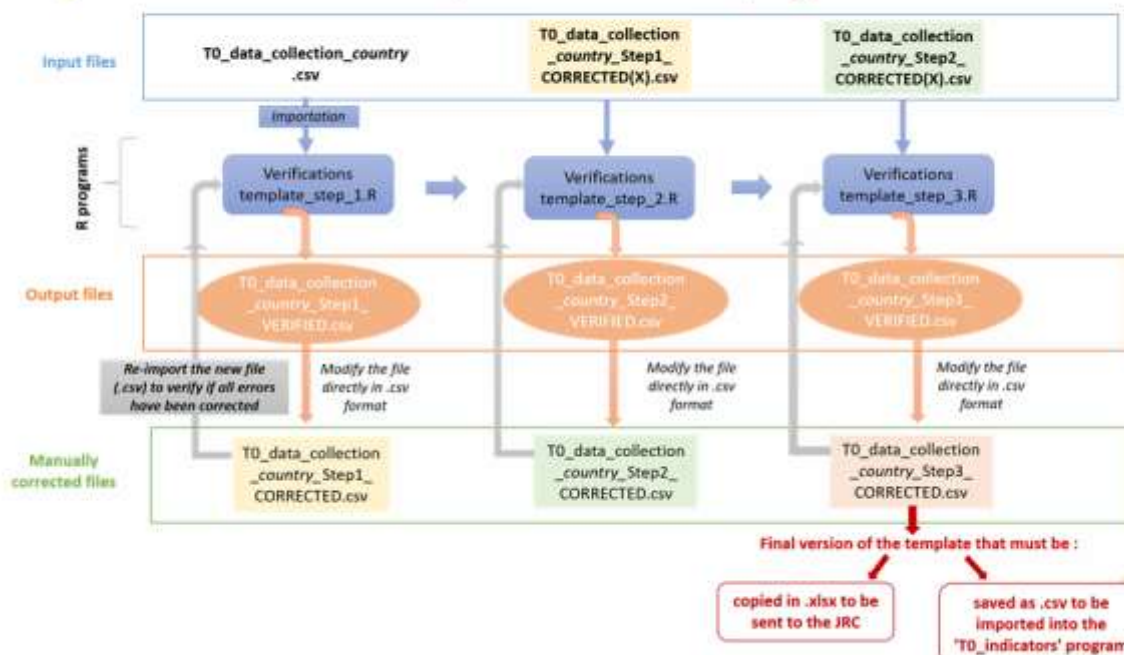 Input files
T0_data_collection_country
.csv
T0_data_collection
_country_Step1_
CORRECTED(X).csv
T0_data_collection
_country_Step2_
CORRECTED(X).csv
Importation
R programs
Verifications
template_step_1.R
Verifications
template_step_2.R
Verifications
template_step_3.R
Output files
T0_data_collection
_country_Step1_
VERIFIED.csv
T0_data_collection
_country_Step2_
VERIFIED.csv
T0_data_collection
_country_Step3_
VERIFIED.csv
Re-import the new file
(.csv) to verify if all errors
have been corrected
Modify the file
directly in .csv
format
Modify the file
directly in .csv
format
Modify the file
directly in .csv
format
Manually
corrected files
T0_data_collection
_country_Step1_
CORRECTED.csv
T0_data_collection
_country_Step2_
CORRECTED.csv
T0_data_collection
_country_Step3_
CORRECTED.csv
Final version of the template that must be :
copied in .xlsx to be
sent to the JRC
saved as .csv to be
imported into the
'T0_indicators' program